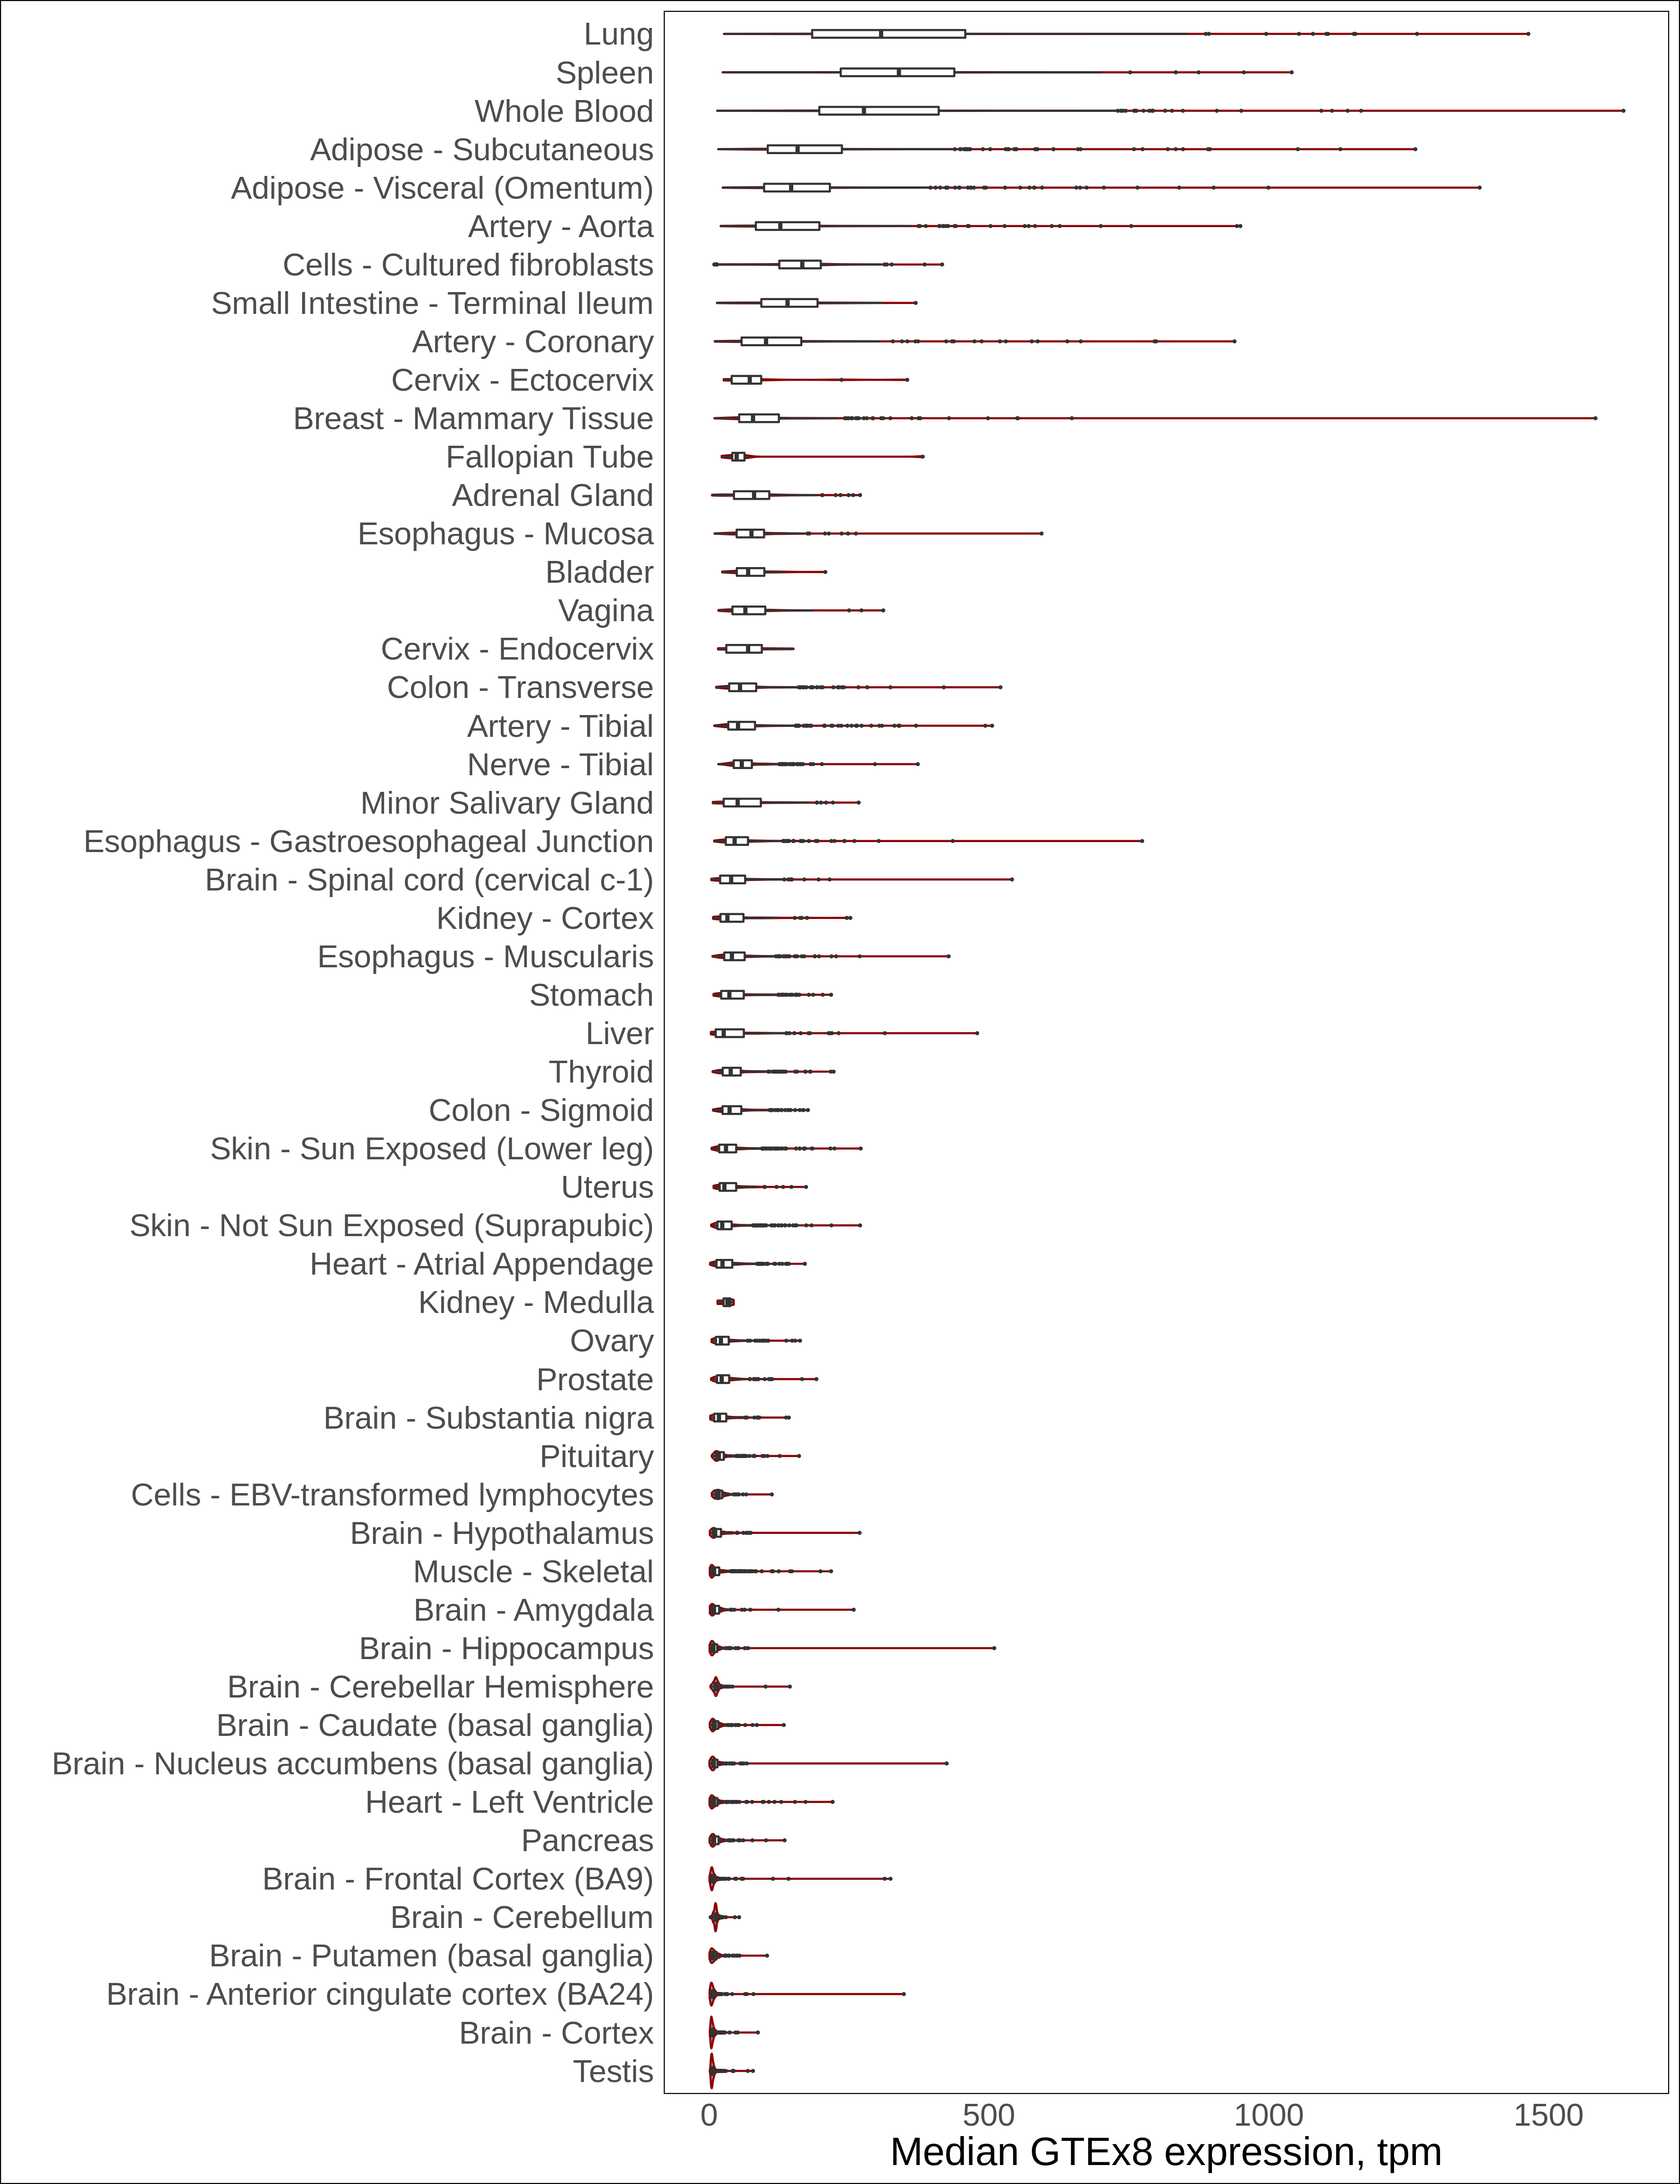 Lung
Spleen
Whole Blood
Adipose - Subcutaneous
Adipose - Visceral (Omentum)
Artery - Aorta
Cells - Cultured fibroblasts
Small Intestine - Terminal Ileum
Artery - Coronary
Cervix - Ectocervix
Breast - Mammary Tissue
Fallopian Tube
Adrenal Gland
Esophagus - Mucosa
Bladder
Vagina
Cervix - Endocervix
Colon - Transverse
Artery - Tibial
Nerve - Tibial
Minor Salivary Gland
Esophagus - Gastroesophageal Junction
Brain - Spinal cord (cervical c-1)
Kidney - Cortex
Esophagus - Muscularis
Stomach
Liver
Thyroid
Colon - Sigmoid
Skin - Sun Exposed (Lower leg)
Uterus
Skin - Not Sun Exposed (Suprapubic)
Heart - Atrial Appendage
Kidney - Medulla
Ovary
Prostate
Brain - Substantia nigra
Pituitary
Cells - EBV-transformed lymphocytes
Brain - Hypothalamus
Muscle - Skeletal
Brain - Amygdala
Brain - Hippocampus
Brain - Cerebellar Hemisphere
Brain - Caudate (basal ganglia)
Brain - Nucleus accumbens (basal ganglia)
Heart - Left Ventricle
Pancreas
Brain - Frontal Cortex (BA9)
Brain - Cerebellum
Brain - Putamen (basal ganglia)
Brain - Anterior cingulate cortex (BA24)
Brain - Cortex
Testis
0 500 1000 1500
Median GTEx8 expression, tpm